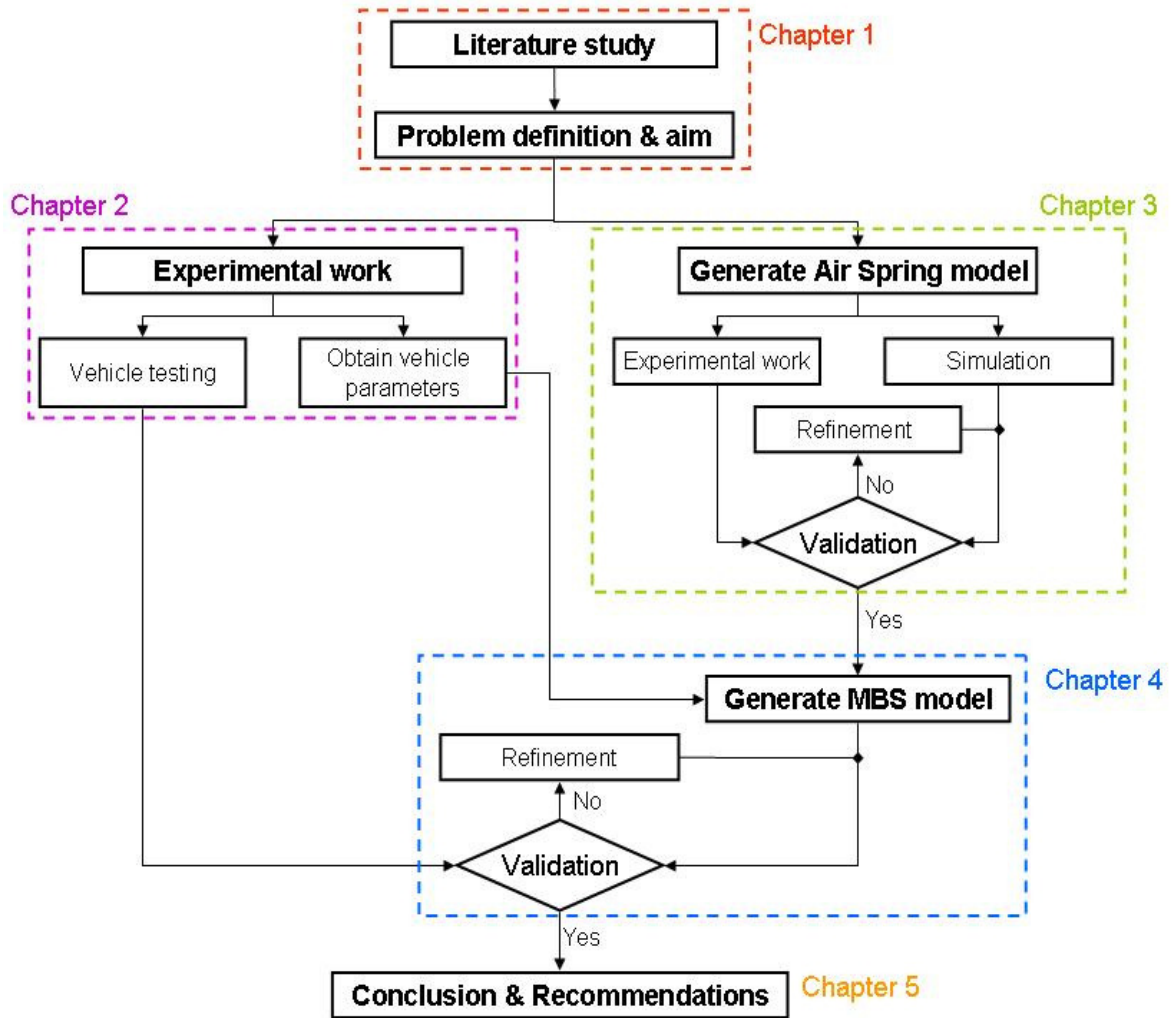 Literature study
Chapter 1
Problem definition & aim
Chapter 2
Chapter 3
Experimental work
Generate Air Spring model
Vehicle testing
Obtain vehicle
parameters
Experimental work
Simulation
Refinement
No
Validation
Yes
Chapter 4
Generate MBS model
Refinement
No
Validation
Yes
Conclusion & Recommendations
Chapter 5